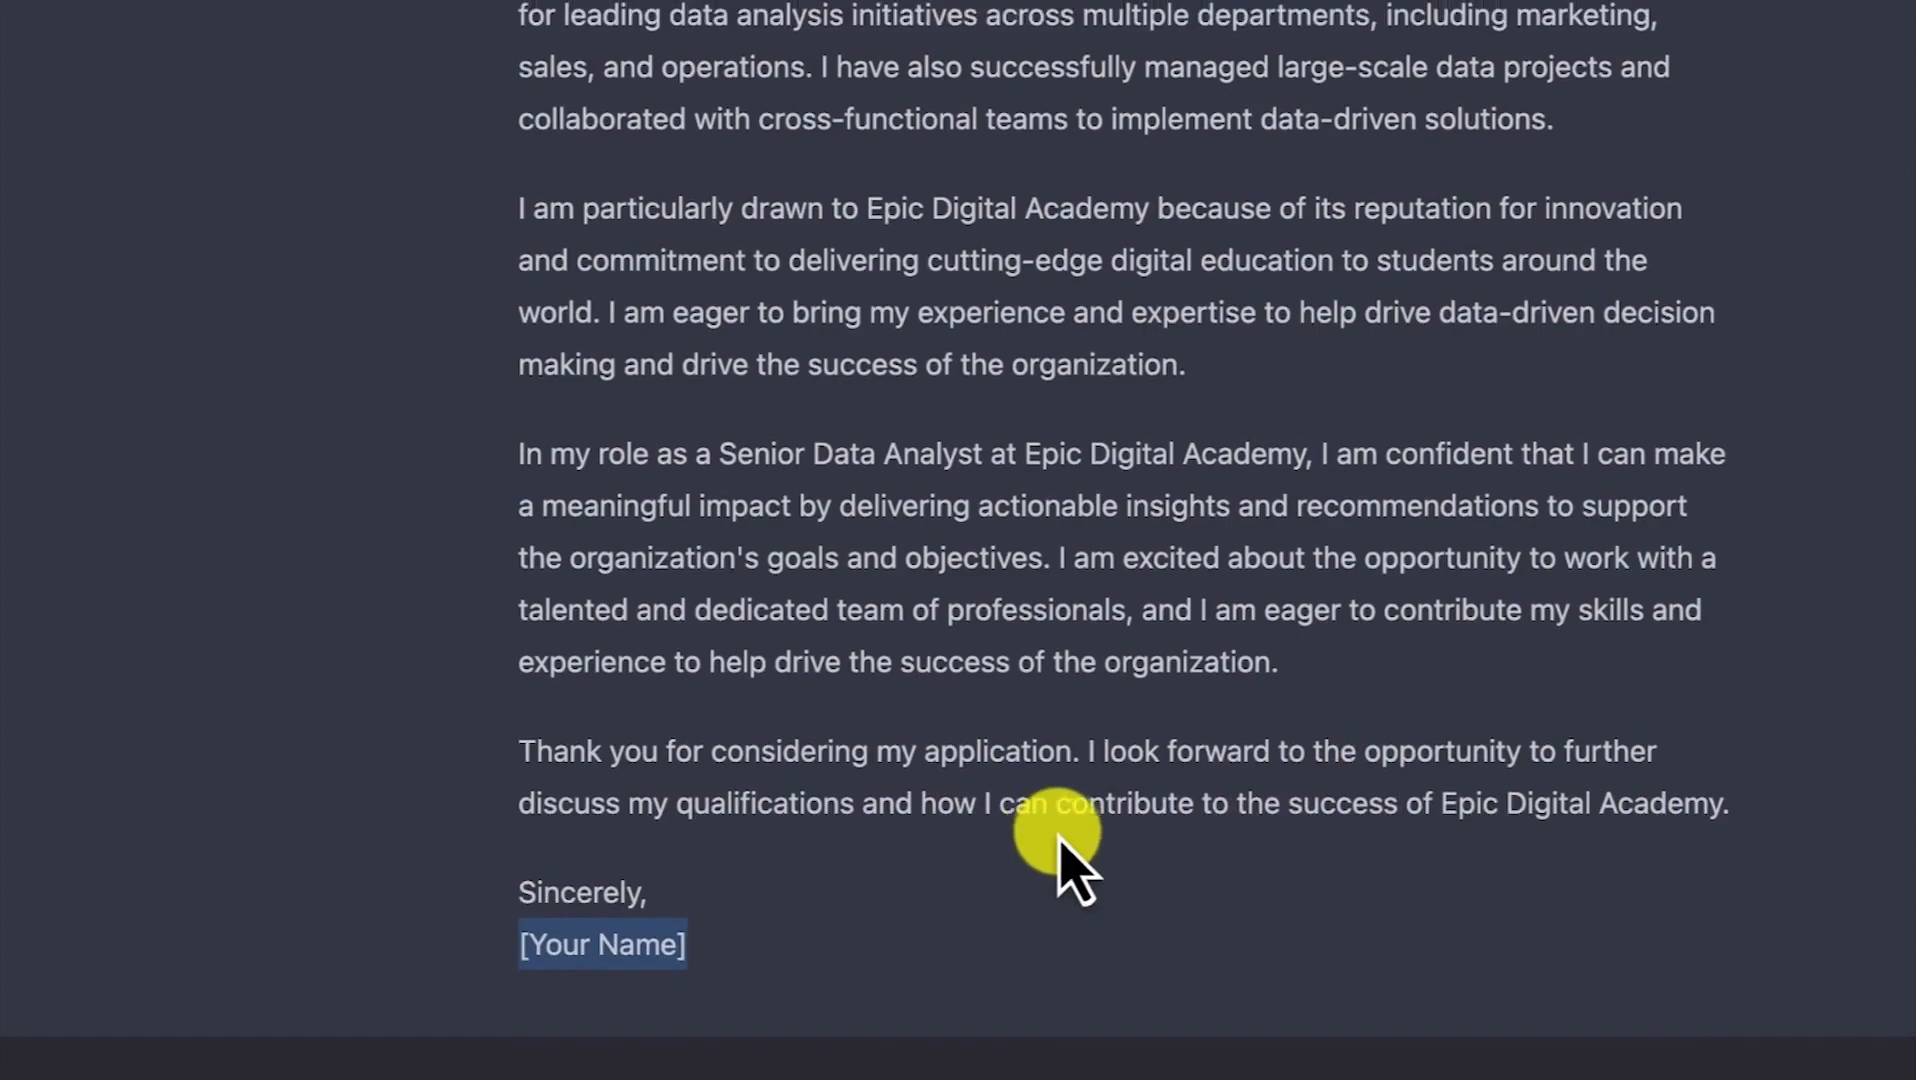 for leading data analysis initiatives across multiple departments, including marketing,
sales, and operations. I have also successfully managed large-scale data projects and
collaborated with cross-functional teams to implement data-driven solutions.
I am particularly drawn to Epic Digital Academy because of its reputation for innovation
and commitment to delivering cutting-edge digital education to students around the
world. I am eager to bring my experience and expertise to help drive data-driven decision
making and drive the success of the organization.
In my role as a Senior Data Analyst at Epic Digital Academy, I am confident that I can make
a meaningful impact by delivering actionable insights and recommendations to support
the organization's goals and objectives. I am excited about the opportunity to work with a
talented and dedicated team of professionals, and I am eager to contribute my skills and
experience to help drive the success of the organization.
Thank you for considering my application. I look forward to the opportunity to further
discuss my qualifications and how I can contribute to the success of Epic Digital Academy.
Sincerely,
[Your Name]